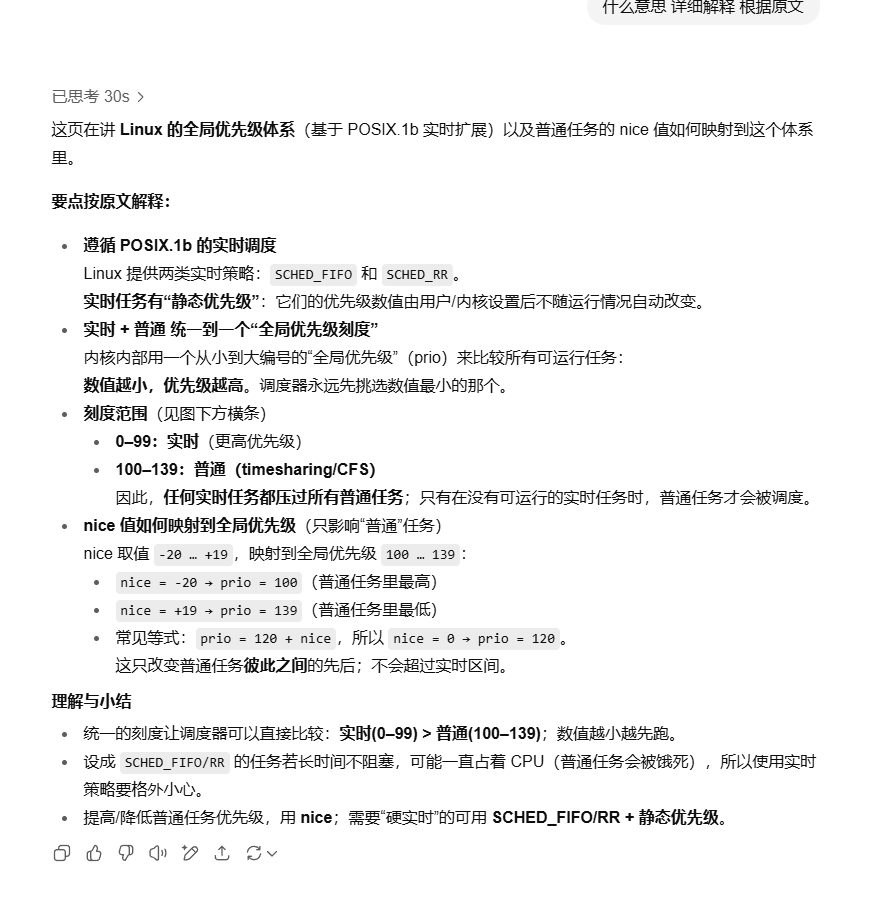 什么意思 详细解释 根据原文
已思考 30s >
这页在讲 Linux 的全局优先级体系（基于 POSIX.1b 实时扩展）以及普通任务的 nice 值如何映射到这个体系
里。
要点按原文解释：
• 遵循 POSIX.1b 的实时调度
Linux 提供两类实时策略： SCHED_FIFO 和 SCHED_RR 。
实时任务有“静态优先级”：它们的优先级数值由用户/内核设置后不随运行情况自动改变。
• 实时 + 普通 统一到一个“全局优先级刻度”
内核内部用一个从小到大编号的“全局优先级”（prio）来比较所有可运行任务：
数值越小，优先级越高。调度器永远先挑选数值最小的那个。
• 刻度范围（见图下方横条）
• 0–99：实时（更高优先级）
• 100–139：普通（timesharing/CFS）
因此，任何实时任务都压过所有普通任务；只有在没有可运行的实时任务时，普通任务才会被调度。
• nice 值如何映射到全局优先级（只影响“普通”任务）
nice 取值 -20 … +19 ，映射到全局优先级 100 … 139 ：
• nice = -20 → prio = 100 （普通任务里最高）
• nice = +19 → prio = 139 （普通任务里最低）
• 常见等式： prio = 120 + nice ，所以 nice = 0 → prio = 120 。
这只改变普通任务彼此之间的先后；不会超过实时区间。
理解与小结
• 统一的刻度让调度器可以直接比较：实时(0–99) > 普通(100–139)；数值越小越先跑。
• 设成 SCHED_FIFO/RR 的任务若长时间不阻塞，可能一直占着 CPU（普通任务会被饿死），所以使用实时
策略要格外小心。
• 提高/降低普通任务优先级，用 nice；需要“硬实时”的可用 SCHED_FIFO/RR + 静态优先级。